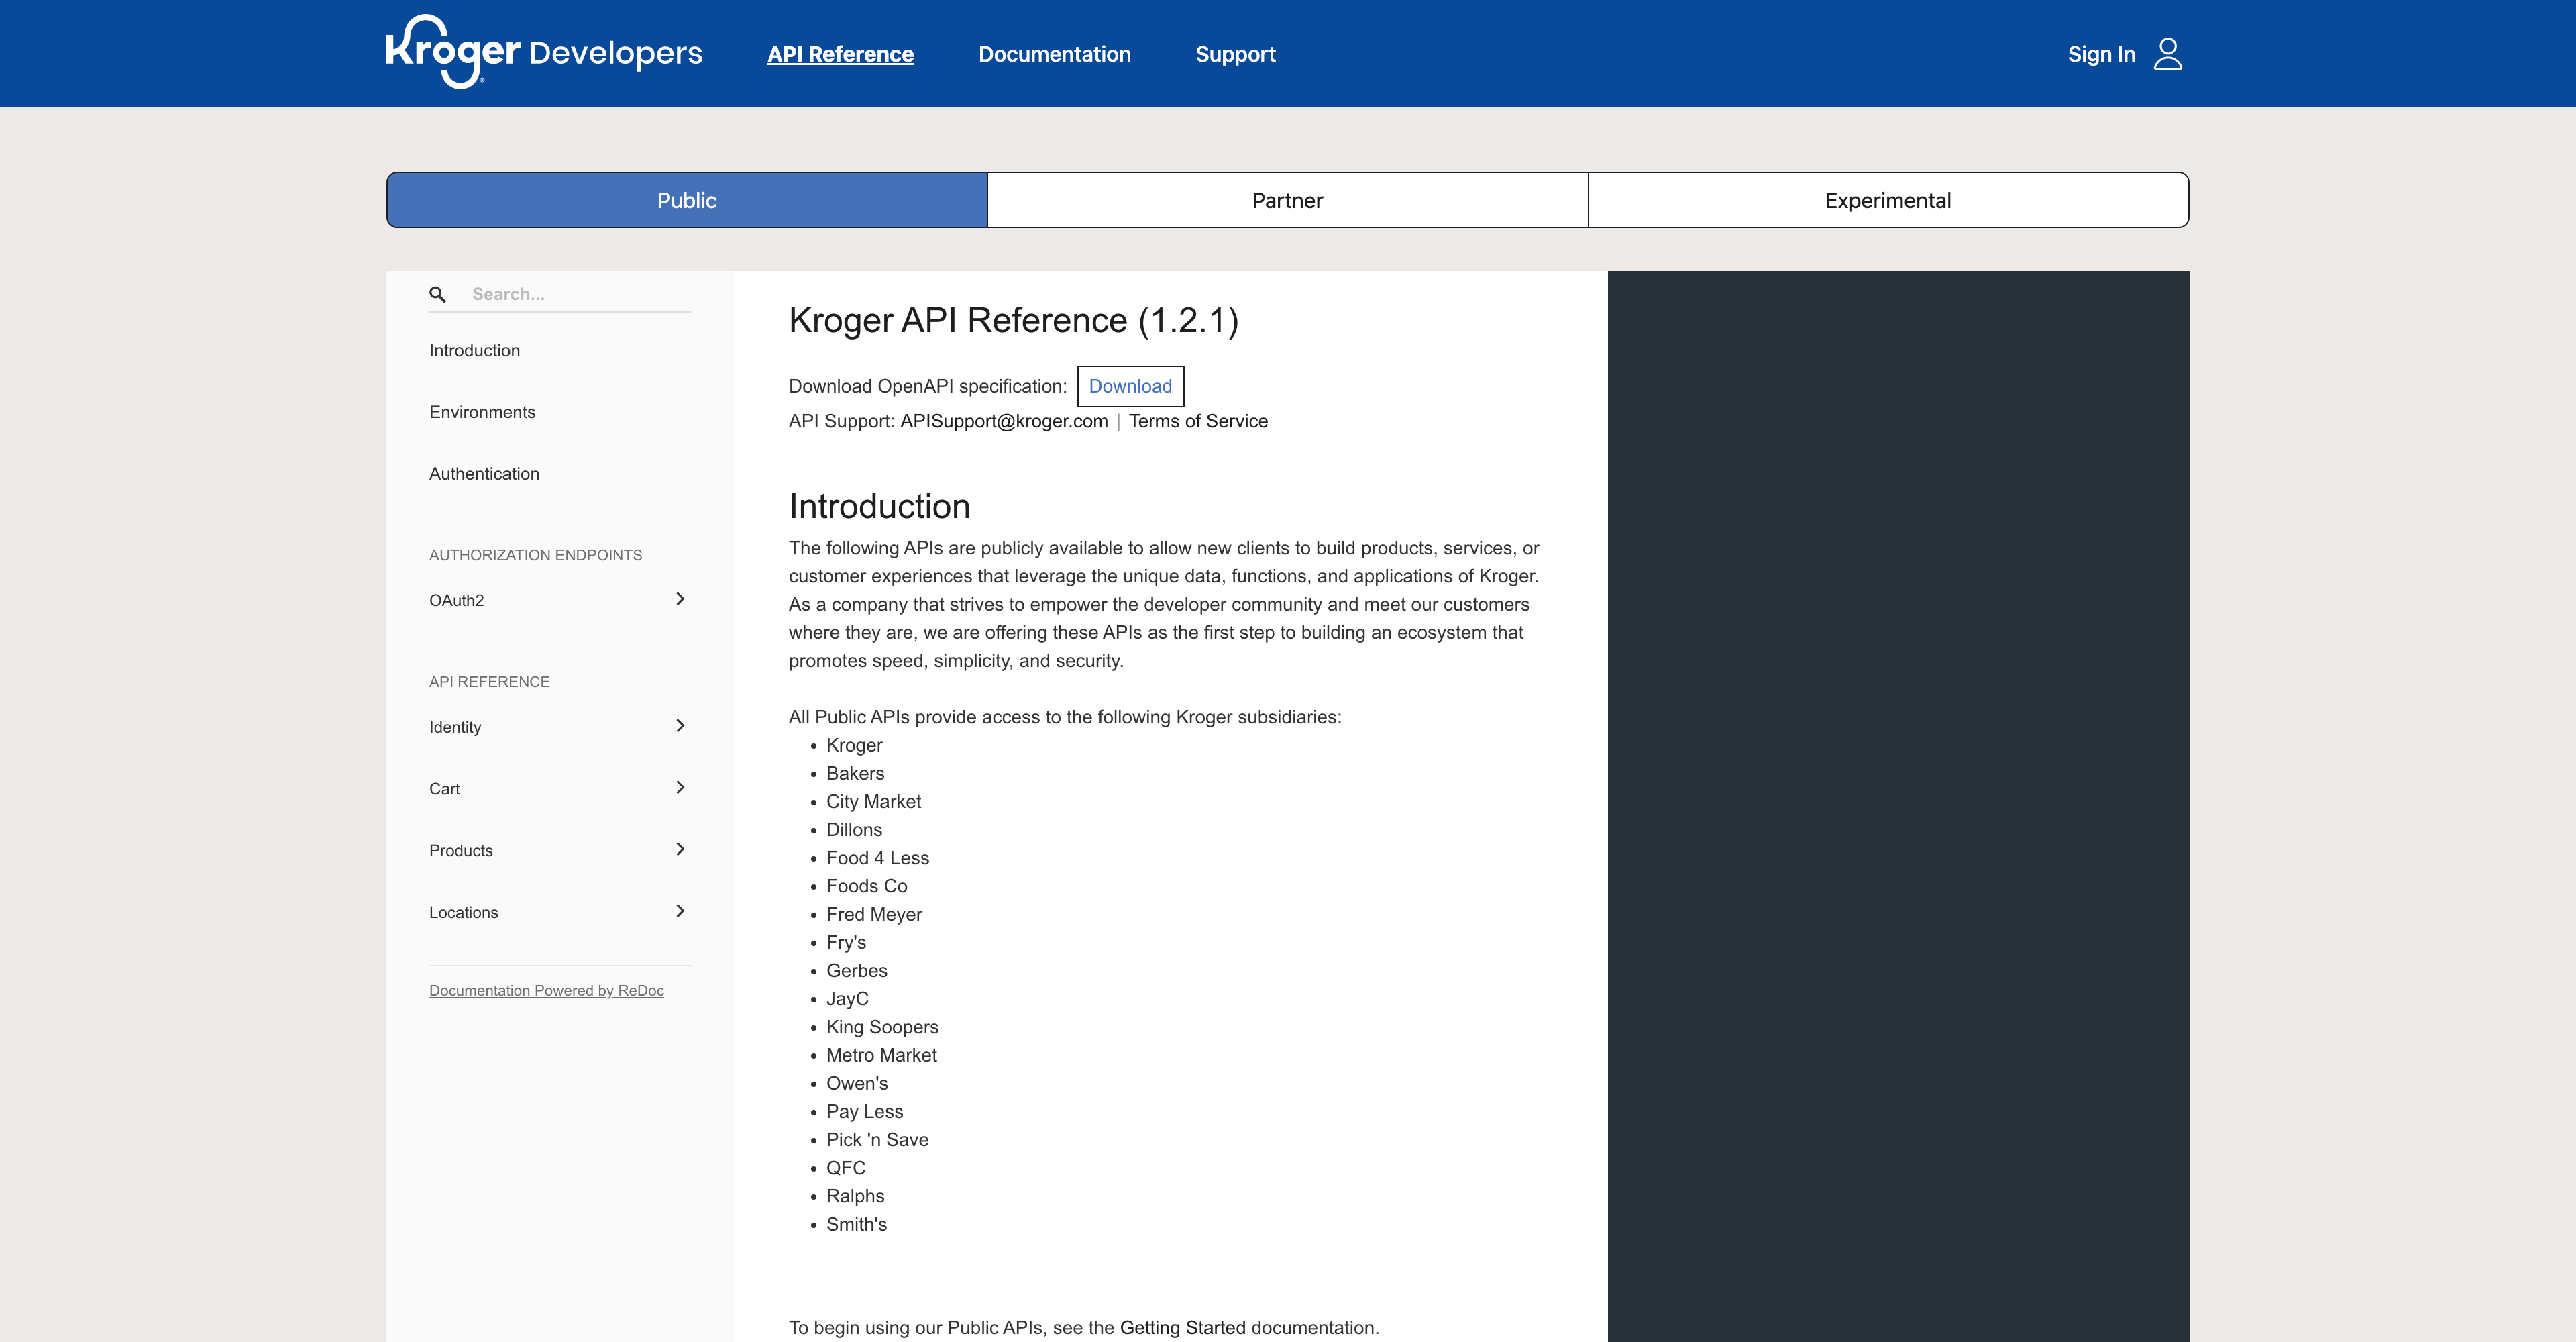 Kroger Developers
API Reference
Documentation
Support
Sign In
Public
Partner
Experimental
Search...
Introduction
Environments
Authentication
AUTHORIZATION ENDPOINTS
OAuth2
API REFERENCE
Identity
Cart
Products
Locations
Documentation Powered by ReDoc
Kroger API Reference (1.2.1)
Download OpenAPI specification: Download
API Support: APISupport@kroger.com | Terms of Service
Introduction
The following APIs are publicly available to allow new clients to build products, services, or
customer experiences that leverage the unique data, functions, and applications of Kroger.
As a company that strives to empower the developer community and meet our customers
where they are, we are offering these APIs as the first step to building an ecosystem that
promotes speed, simplicity, and security.
All Public APIs provide access to the following Kroger subsidiaries:
• Kroger
• Bakers
• City Market
• Dillons
• Food 4 Less
• Foods Co
• Fred Meyer
• Fry's
• Gerbes
• JayC
• King Soopers
• Metro Market
• Owen's
• Pay Less
• Pick 'n Save
• QFC
• Ralphs
• Smith's
To begin using our Public APIs, see the Getting Started documentation.